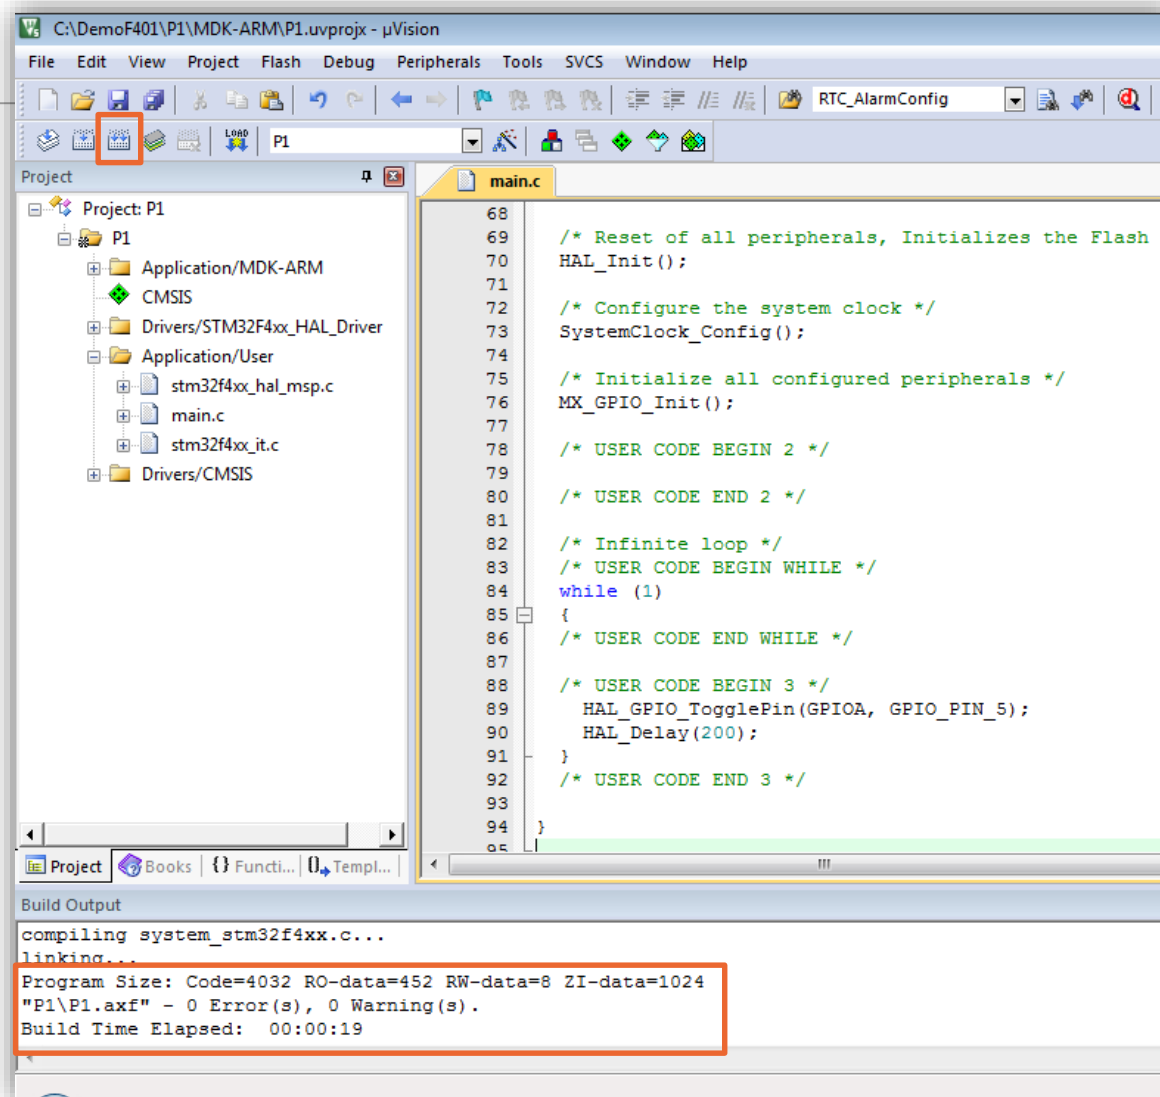 C:\DemoF401\P1\MDK-ARM\P1.uvprojx - µVision
File Edit View Project Flash Debug Peripherals Tools SVCS Window Help
RTC_AlarmConfig
LOAD P1
Project
main.c
Project: P1
P1
Application/MDK-ARM
CMSIS
Drivers/STM32F4xx_HAL_Driver
Application/User
stm32f4xx_hal_msp.c
main.c
stm32f4xx_it.c
Drivers/CMSIS
68
69 /* Reset of all peripherals, Initializes the Flash
70 HAL_Init();
71
72 /* Configure the system clock */
73 SystemClock_Config();
74
75 /* Initialize all configured peripherals */
76 MX_GPIO_Init();
77
78 /* USER CODE BEGIN 2 */
79
80 /* USER CODE END 2 */
81
82 /* Infinite loop */
83 /* USER CODE BEGIN WHILE */
84 while (1)
85 {
86 /* USER CODE END WHILE */
87
88 /* USER CODE BEGIN 3 */
89 HAL_GPIO_TogglePin(GPIOA, GPIO_PIN_5);
90 HAL_Delay(200);
91 }
92 /* USER CODE END 3 */
93
94 }
95
Project Books {} Functi... 0 Templ...
Build Output
compiling system_stm32f4xx.c...
linking...
Program Size: Code=4032 RO-data=452 RW-data=8 ZI-data=1024
"P1\P1.axf" - 0 Error(s), 0 Warning(s).
Build Time Elapsed:  00:00:19